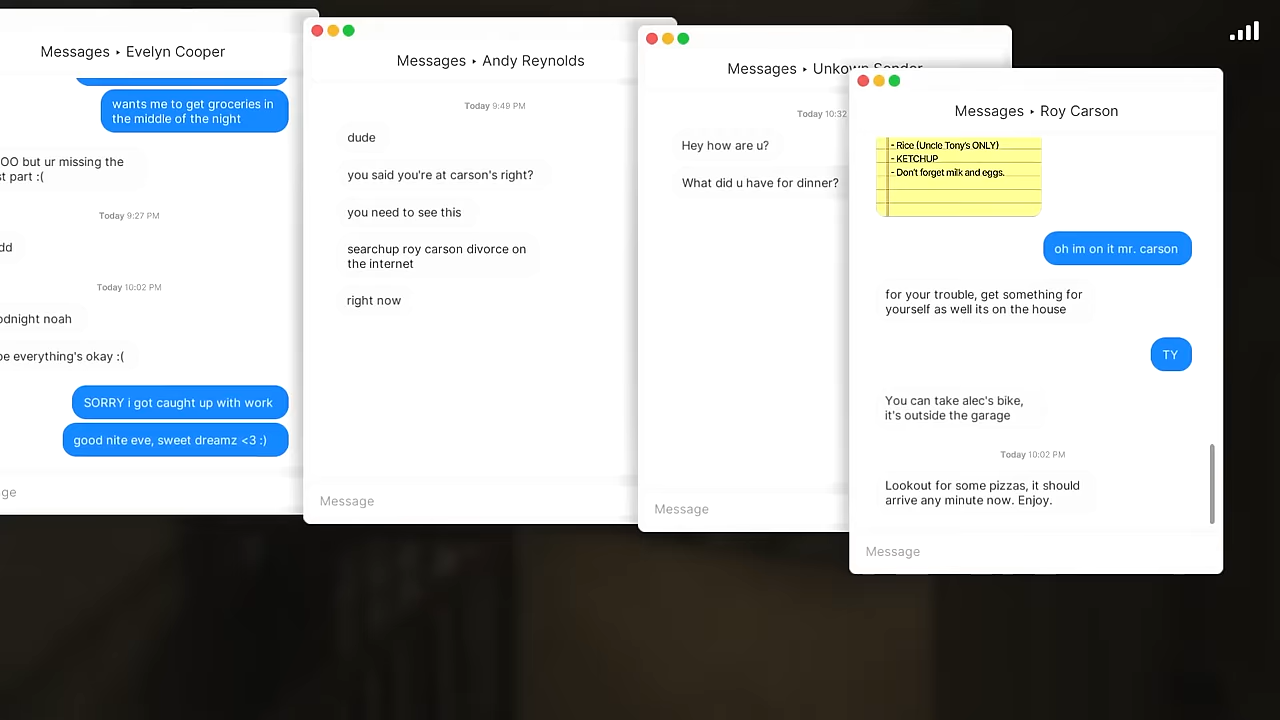 Messages ‣ Evelyn Cooper
wants me to get groceries in
the middle of the night
OO but ur missing the
st part :(
Today 9:27 PM
dd
Today 10:02 PM
odnight noah
pe everything's okay :(
SORRY i got caught up with work
good nite eve, sweet dreamz <3 :)
ge
Messages ‣ Andy Reynolds
Today 9:49 PM
dude
you said you're at carson's right?
you need to see this
searchup roy carson divorce on
the internet
right now
Message
Messages ‣ Unkown Sender
Today 10:32
Hey how are u?
What did u have for dinner?
Message
Messages ‣ Roy Carson
- Rice (Uncle Tony's ONLY)
- KETCHUP
- Don't forget milk and eggs.
oh im on it mr. carson
for your trouble, get something for
yourself as well its on the house
TY
You can take alec's bike,
it's outside the garage
Today 10:02 PM
Lookout for some pizzas, it should
arrive any minute now. Enjoy.
Message